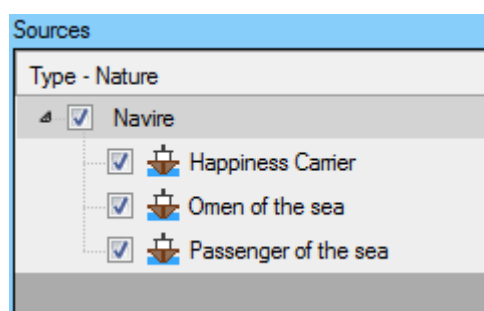 Sources
Type - Nature
Navire
Happiness Carrier
Omen of the sea
Passenger of the sea